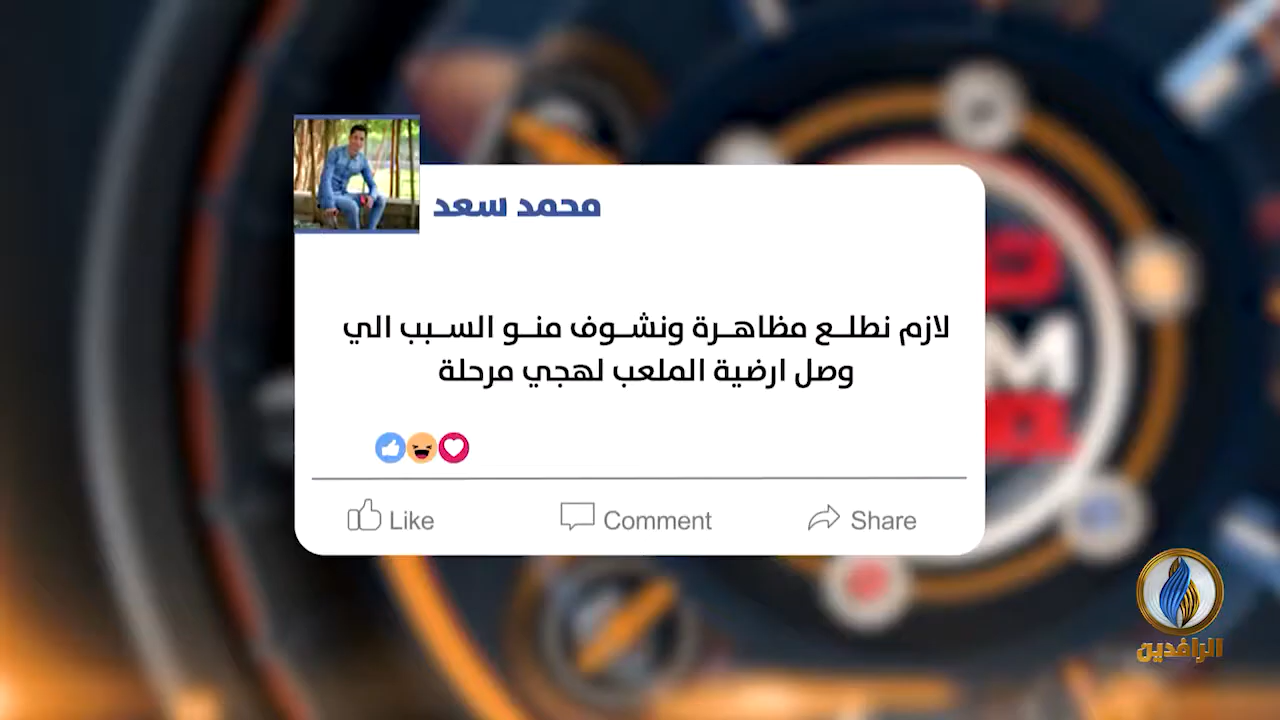 محمد سعد
لازم نطلـع مظاهـرة ونشـوف منـو السـبب الي
وصل ارضية الملعب لهجي مرحلة
Like
Comment
Share
الرافدين